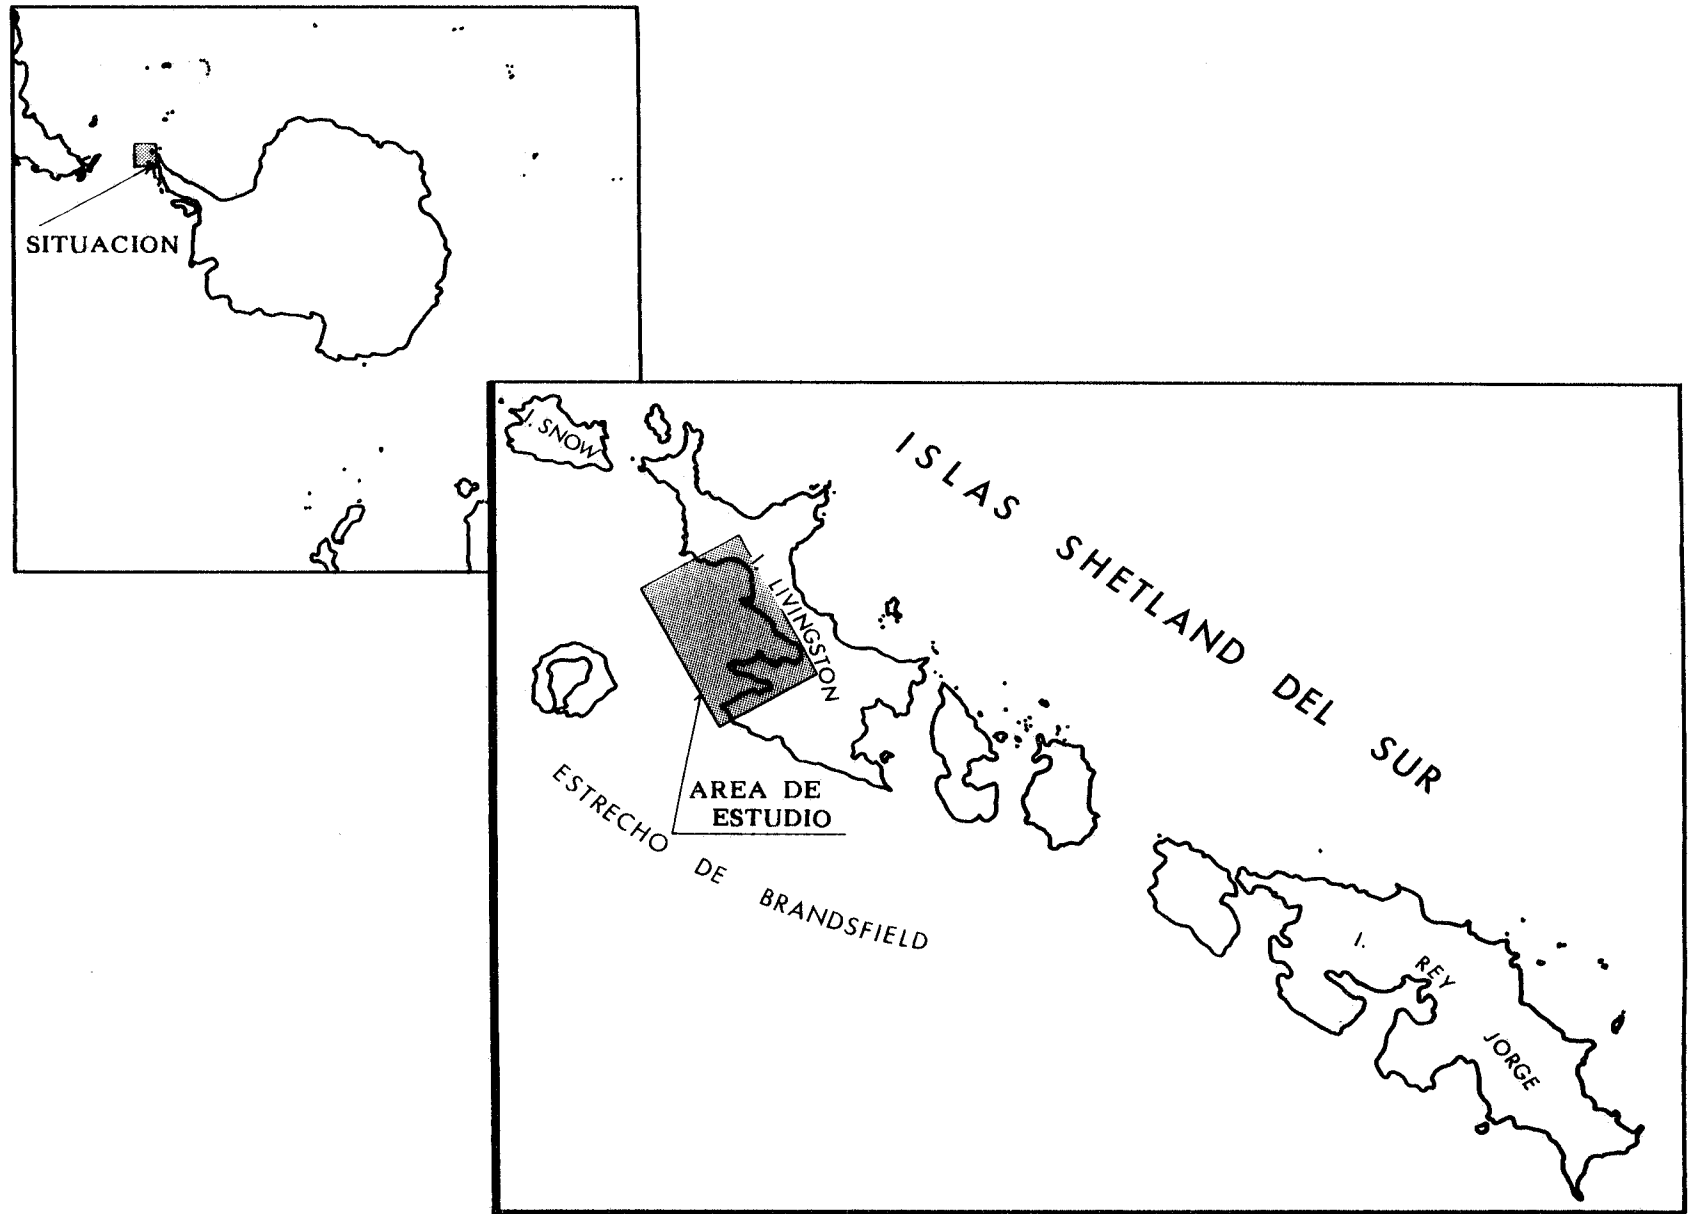 SITUACION
I. SNOW
ISLAS SHETLAND DEL SUR
I. LIVINGSTON
AREA DE
ESTUDIO
ESTRECHO DE BRANDSFIELD
I. REY JORGE